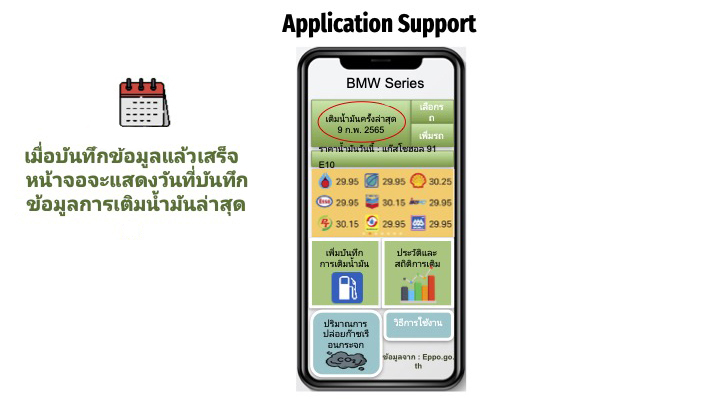 Application Support
เมื่อบันทึกข้อมูลแล้วเสร็จ
หน้าจอจะแสดงวันที่บันทึก
ข้อมูลการเติมน้ำมันล่าสุด
BMW Series
เติมน้ำมันครั้งล่าสุด
9 ก.พ. 2565
เลือกร
ถ
เพิ่มรถ
ราคาน้ำมันวันนี้ : แก๊สโซฮอล์ 91
E10
29.95 29.95 30.25
Esso 29.95 30.15 29.95
30.15 29.95 29.95
เพิ่มบันทึก
การเติมน้ำมัน
ประวัติและ
สถิติการเติม
ปริมาณการ
ปล่อยก๊าซเรื
อนกระจก
CO2
วิธีการใช้งาน
ข้อมูลจาก : Eppo.go.
th